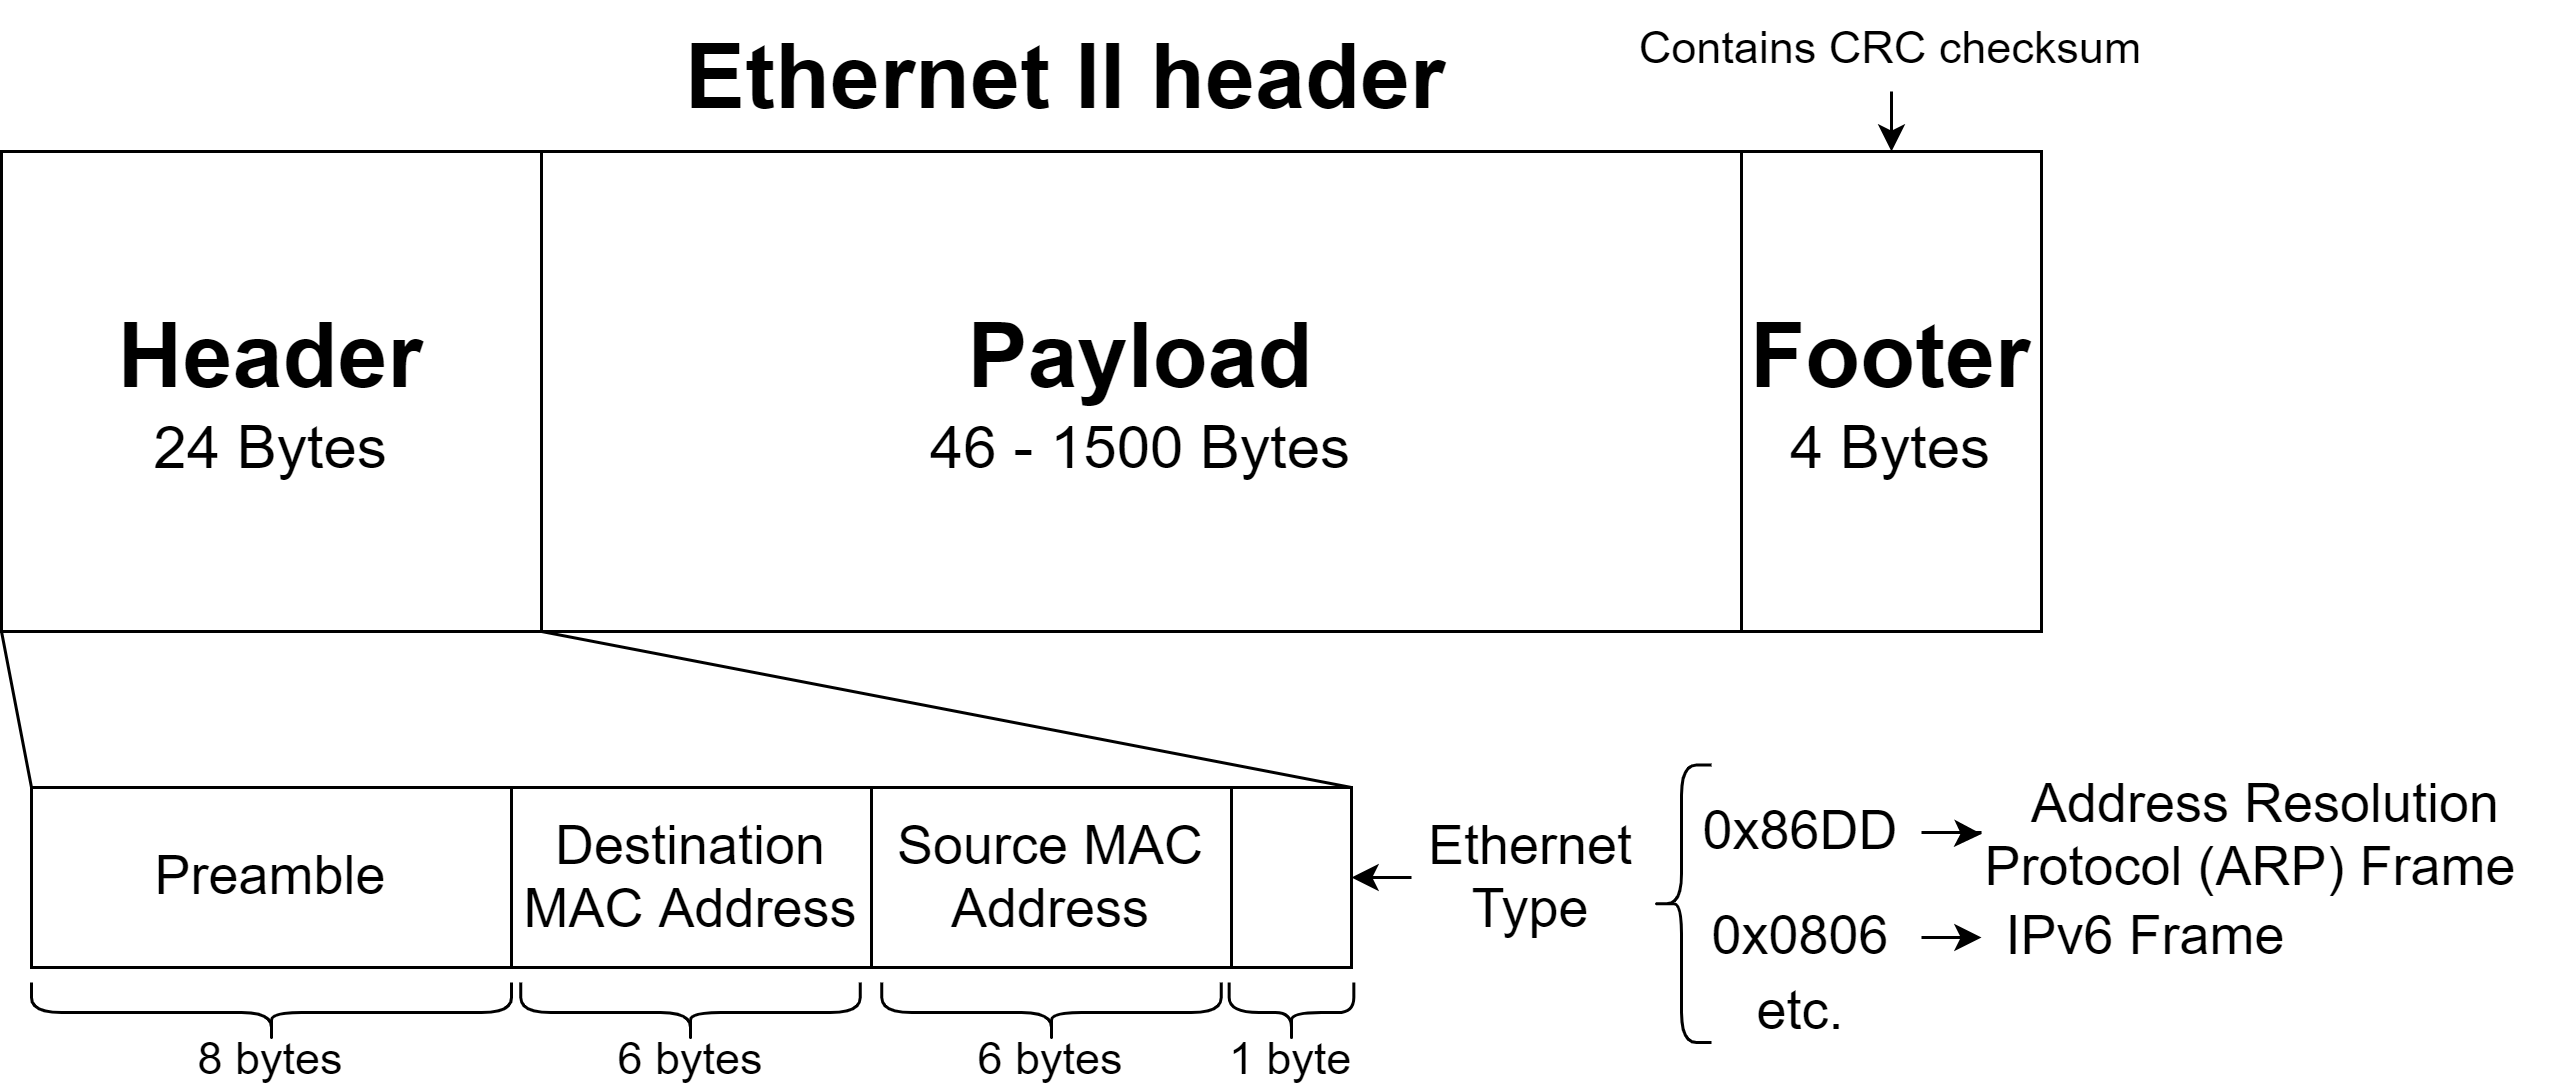 Ethernet II header
Contains CRC checksum
Header
24 Bytes
Payload
46 - 1500 Bytes
Footer
4 Bytes
Preamble
Destination
MAC Address
Source MAC
Address
Ethernet
Type
0x86DD
Address Resolution
Protocol (ARP) Frame
0x0806
IPv6 Frame
etc.
8 bytes
6 bytes
6 bytes
1 byte